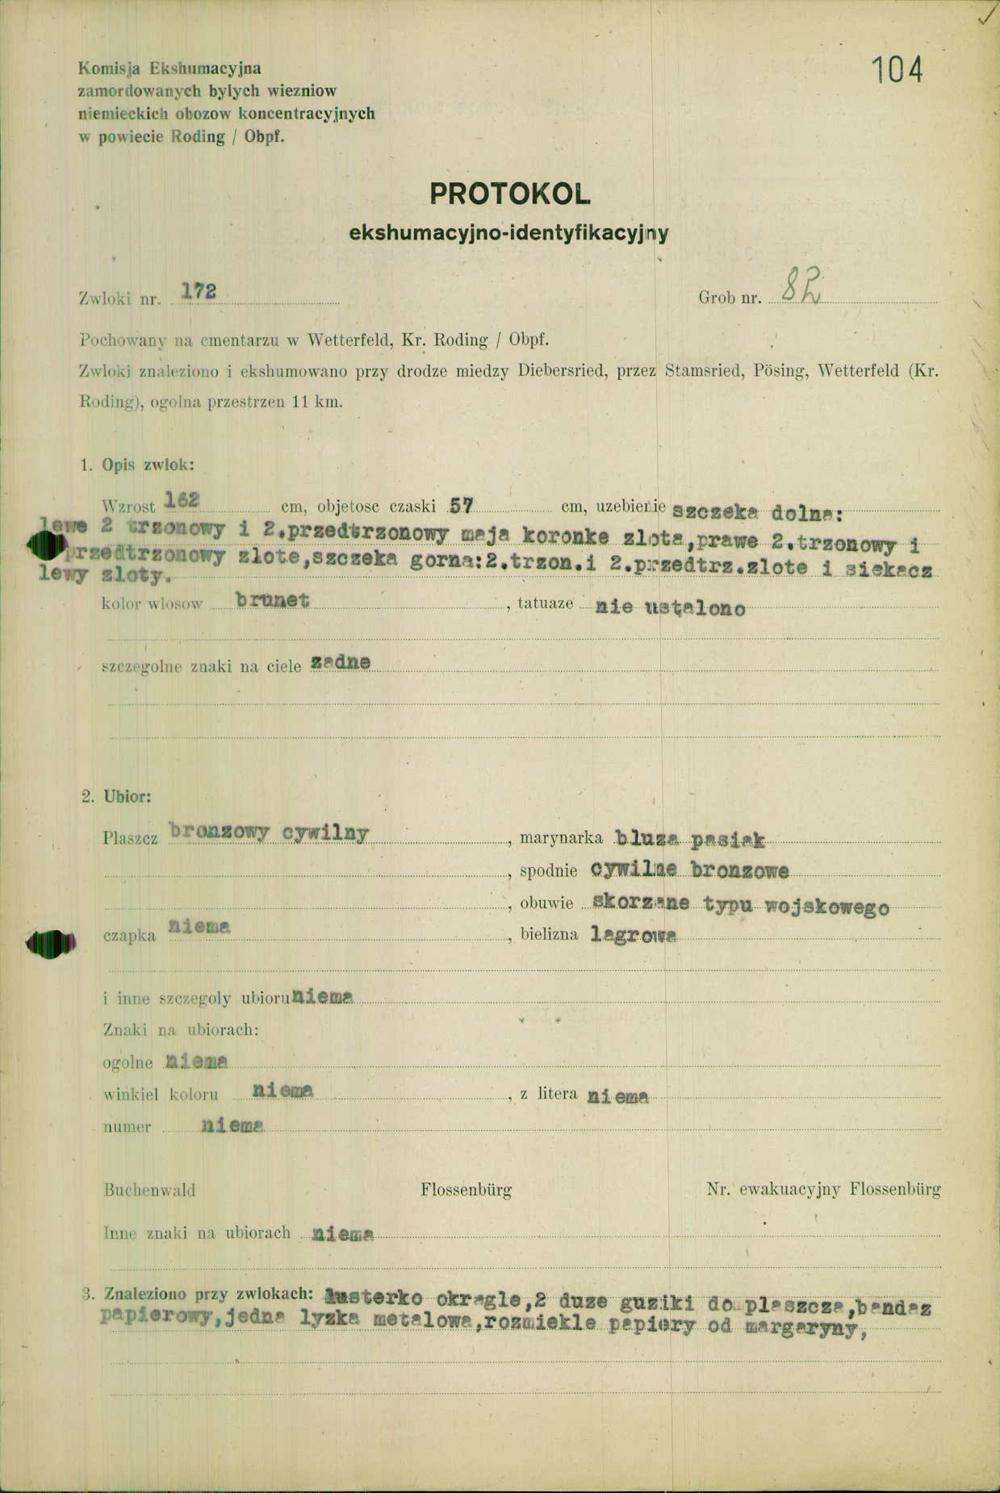 104
Komisja Ekshumacyjna
zamordowanych bylych wiezniow
niemieckich obozow koncentracyjnych
w powiecie Roding / Obpf.
PROTOKOL
ekshumacyjno-identyfikacyjny
Zwloki nr. 172 Grob nr. 82
Pochowany na cmentarzu w Wetterfeld, Kr. Roding / Obpf.
Zwloki znaleziono i ekshumowano przy drodze miedzy Diebersried, przez Stamsried, Pösing, Wetterfeld (Kr.
Roding), ogolna przestrzen 11 km.
1. Opis zwlok:
Wzrost 162 cm, objetosc czaski 57 cm, uzebienie szczeka dolna:
lewe 2 trzonowy i 2.przedtrzonowy maja koronke zlota,prawe 2.trzonowy i
przedtrzonowy zlote,szczeka gorna:2.trzon.i 2.przedtrz.zlote i siekacz
lewy zloty.
kolor wlosow brunet , tatuaze nie ustalono
szczegolne znaki na ciele zadne
2. Ubior:
Plaszcz bronzowy cywilny , marynarka bluza pasiak
, spodnie cywilne bronzowe
, obuwie skorzane typu wojskowego
czapka niema , bielizna lagrowa
i inne szczegoly ubioru niema
Znaki na ubiorach:
ogolne niema
winkiel koloru niema , z litera niema
numer niema
Buchenwald Flossenbürg Nr. ewakuacyjny Flossenbürg
Inne znaki na ubiorach niema
3. Znaleziono przy zwlokach: lusterko okragle,2 duze guziki do plaszcza,bandaz
papierowy,jedna lyzka metalowa,rozmiekle papiery od margaryny,